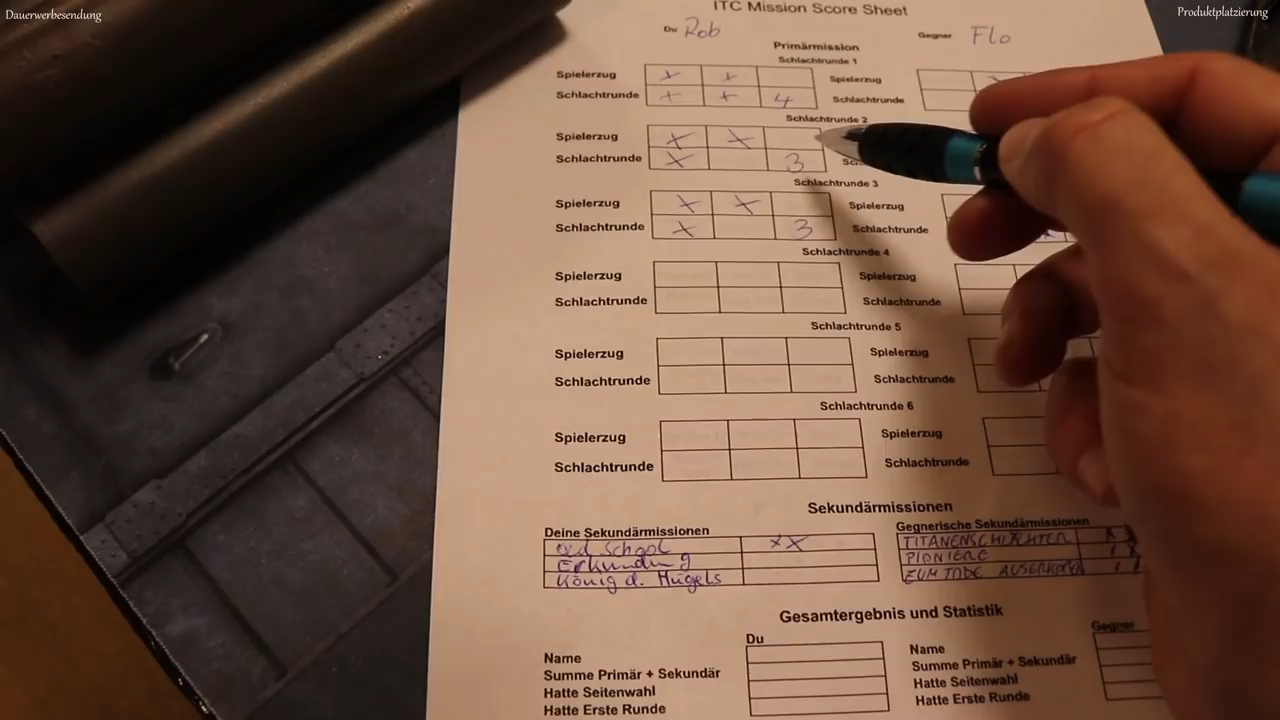 Dauerwerbesendung
Produktplatzierung
ITC Mission Score Sheet
Du Rob
Gegner Flo
Primärmission
Schlachtrunde 1
Spielerzug + + Spielerzug
Schlachtrunde + + 4 Schlachtrunde
Schlachtrunde 2
Spielerzug X X
Schlachtrunde X 3
Schlachtrunde 3
Spielerzug X X Spielerzug
Schlachtrunde X 3 Schlachtrunde
Schlachtrunde 4
Spielerzug Spielerzug
Schlachtrunde Schlachtrunde
Schlachtrunde 5
Spielerzug Spielerzug
Schlachtrunde Schlachtrunde
Schlachtrunde 6
Spielerzug Spielerzug
Schlachtrunde Schlachtrunde
Sekundärmissionen
Deine Sekundärmissionen
Old School XX
Erkundung
König d. Hügels
Gegnerische Sekundärmissionen
TITANENSCHLÄCHTER
PIONIERE
ZUM TODE AUSERKOREN
Gesamtergebnis und Statistik
Du
Gegner
Name
Summe Primär + Sekundär
Hatte Seitenwahl
Hatte Erste Runde
Name
Summe Primär + Sekundär
Hatte Seitenwahl
Hatte Erste Runde